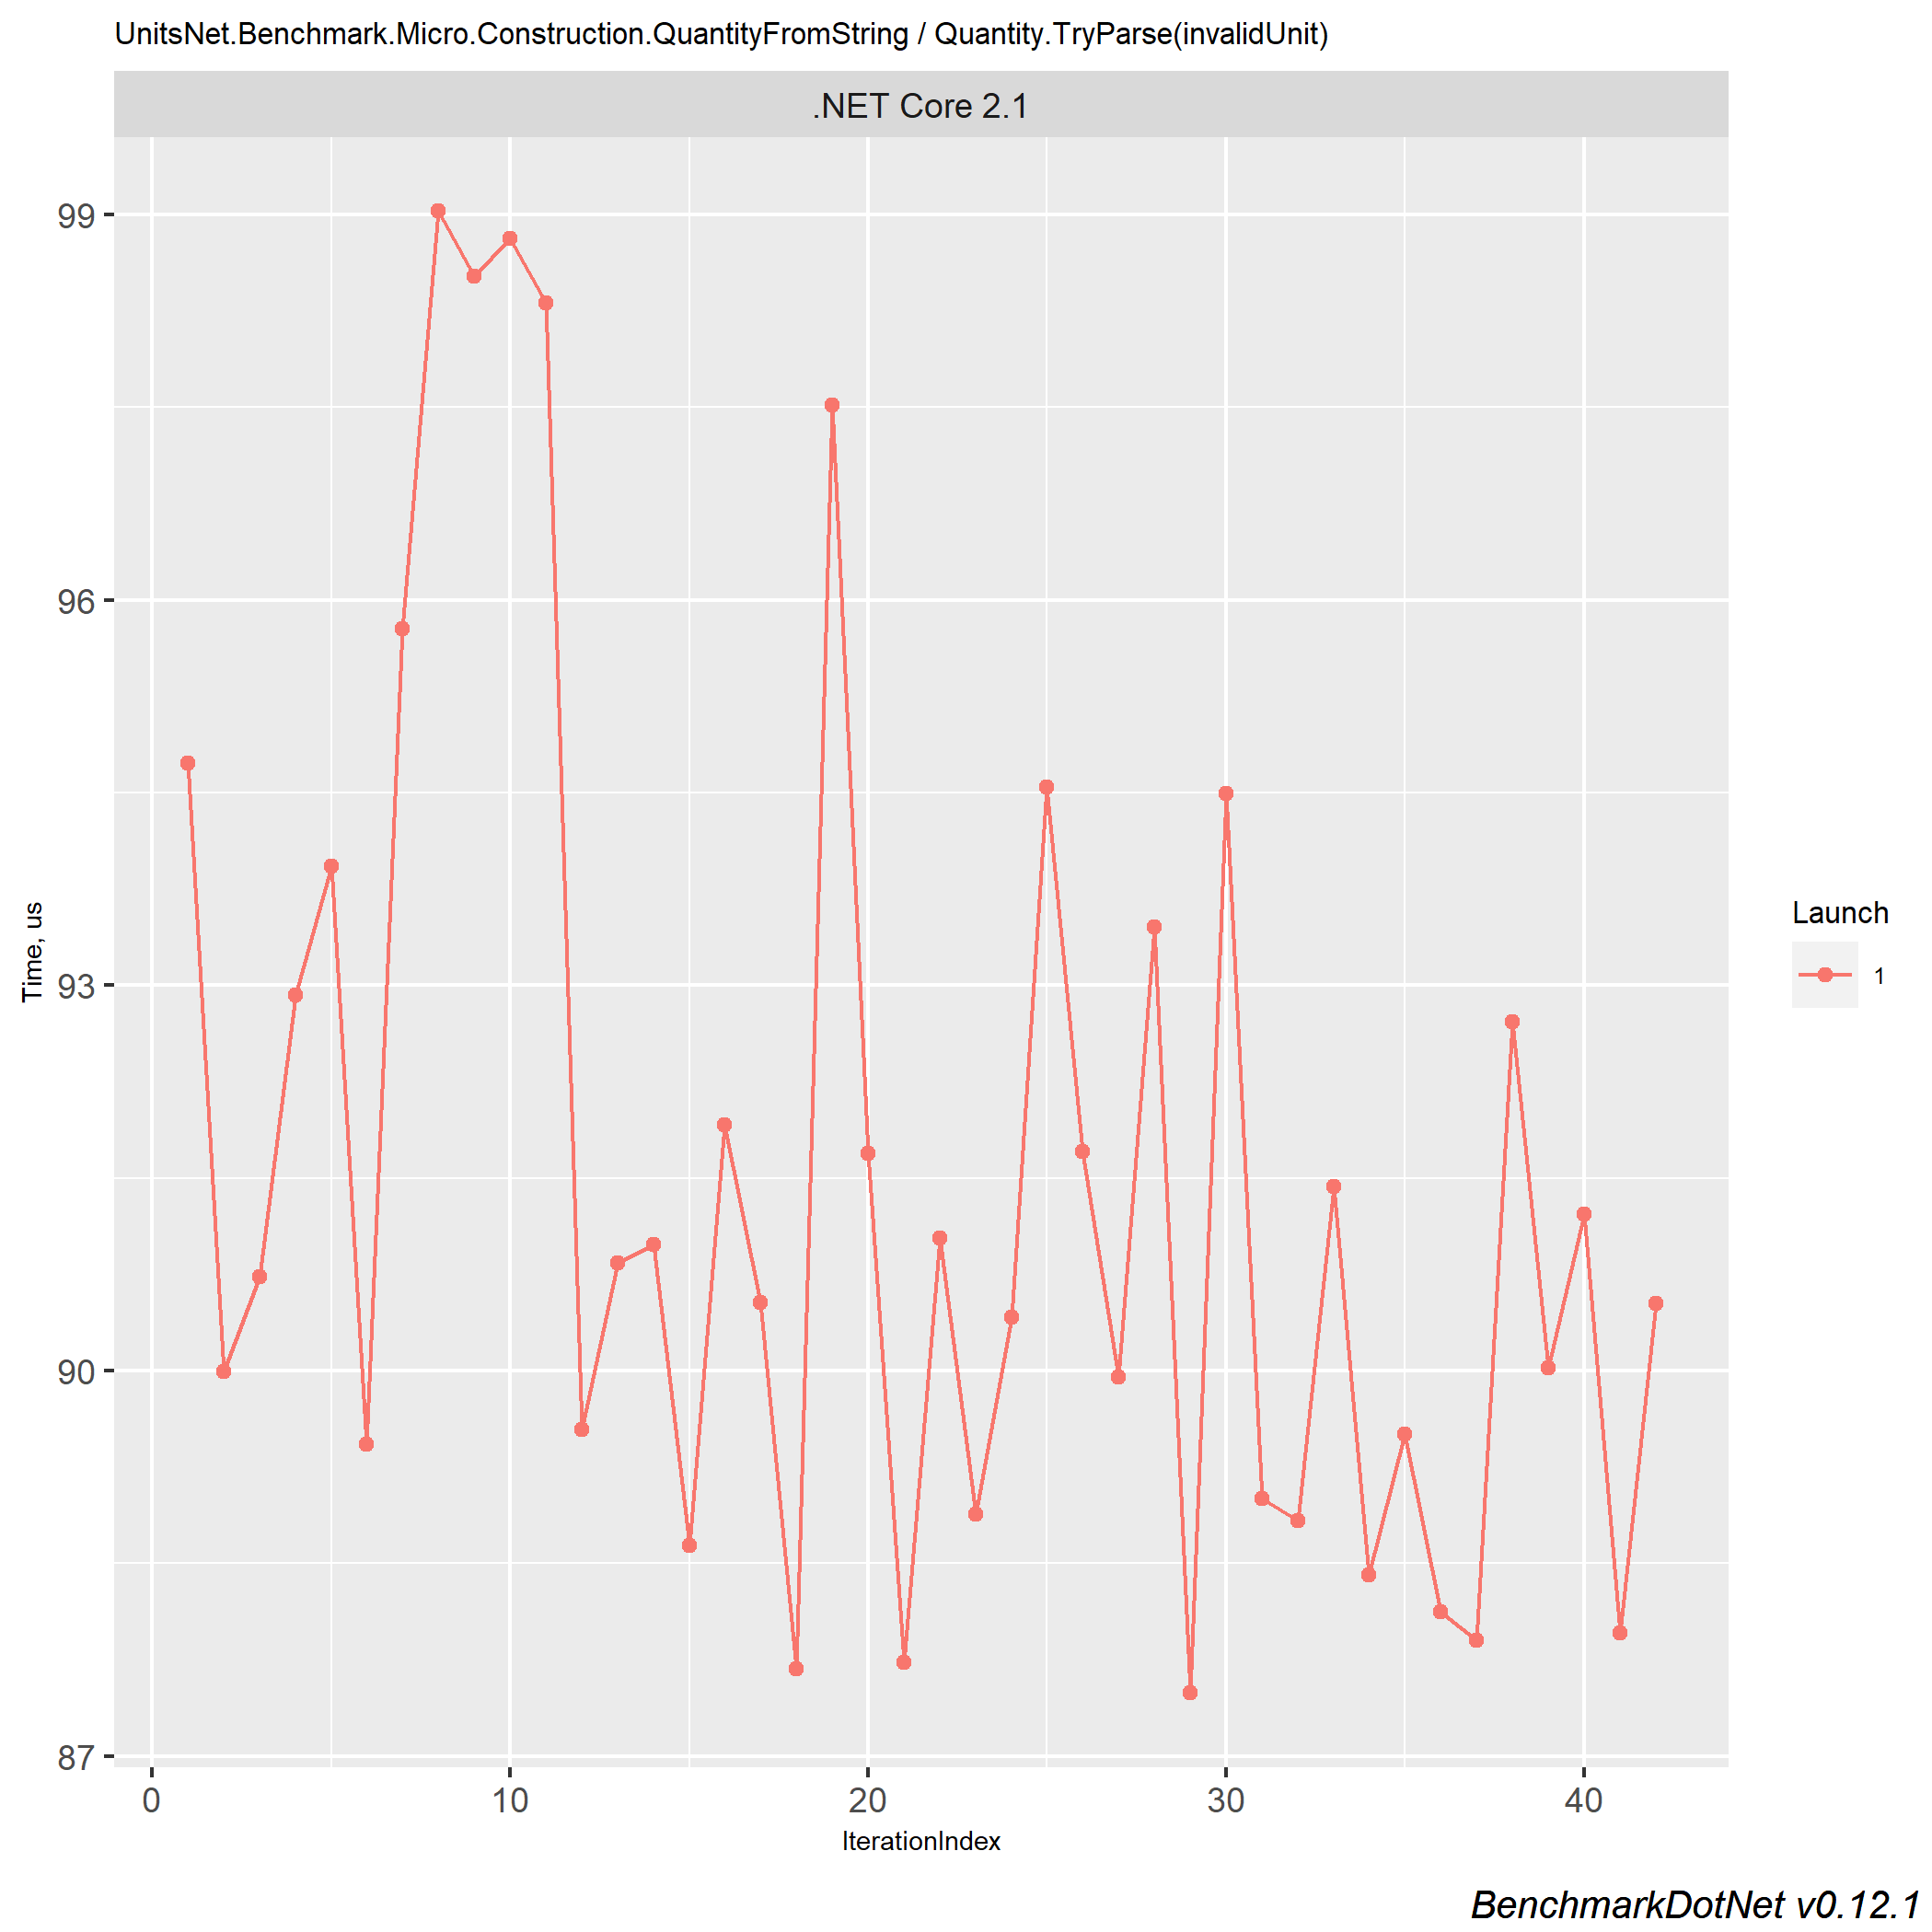 UnitsNet.Benchmark.Micro.Construction.QuantityFromString / Quantity.TryParse(invalidUnit)
.NET Core 2.1
99
96
93
90
87
Time, us
0 10 20 30 40
IterationIndex
Launch
1
BenchmarkDotNet v0.12.1